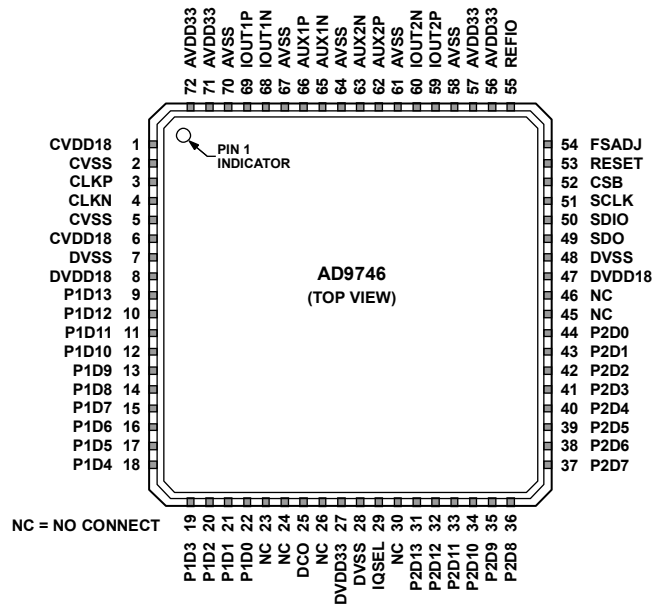 72 AVDD33
71 AVDD33
70 AVSS
69 IOUT1P
68 IOUT1N
67 AVSS
66 AUX1P
65 AUX1N
64 AVSS
63 AUX2N
62 AUX2P
61 AVSS
60 IOUT2N
59 IOUT2P
58 AVSS
57 AVDD33
56 AVDD33
55 REFIO
CVDD18 1
CVSS 2
CLKP 3
CLKN 4
CVSS 5
CVDD18 6
DVSS 7
DVDD18 8
P1D13 9
P1D12 10
P1D11 11
P1D10 12
P1D9 13
P1D8 14
P1D7 15
P1D6 16
P1D5 17
P1D4 18
PIN 1
INDICATOR
AD9746
(TOP VIEW)
54 FSADJ
53 RESET
52 CSB
51 SCLK
50 SDIO
49 SDO
48 DVSS
47 DVDD18
46 NC
45 NC
44 P2D0
43 P2D1
42 P2D2
41 P2D3
40 P2D4
39 P2D5
38 P2D6
37 P2D7
NC = NO CONNECT
P1D3 19
P1D2 20
P1D1 21
P1D0 22
NC 23
NC 24
DCO 25
NC 26
DVDD33 27
DVSS 28
IQSEL 29
NC 30
P2D13 31
P2D12 32
P2D11 33
P2D10 34
P2D9 35
P2D8 36